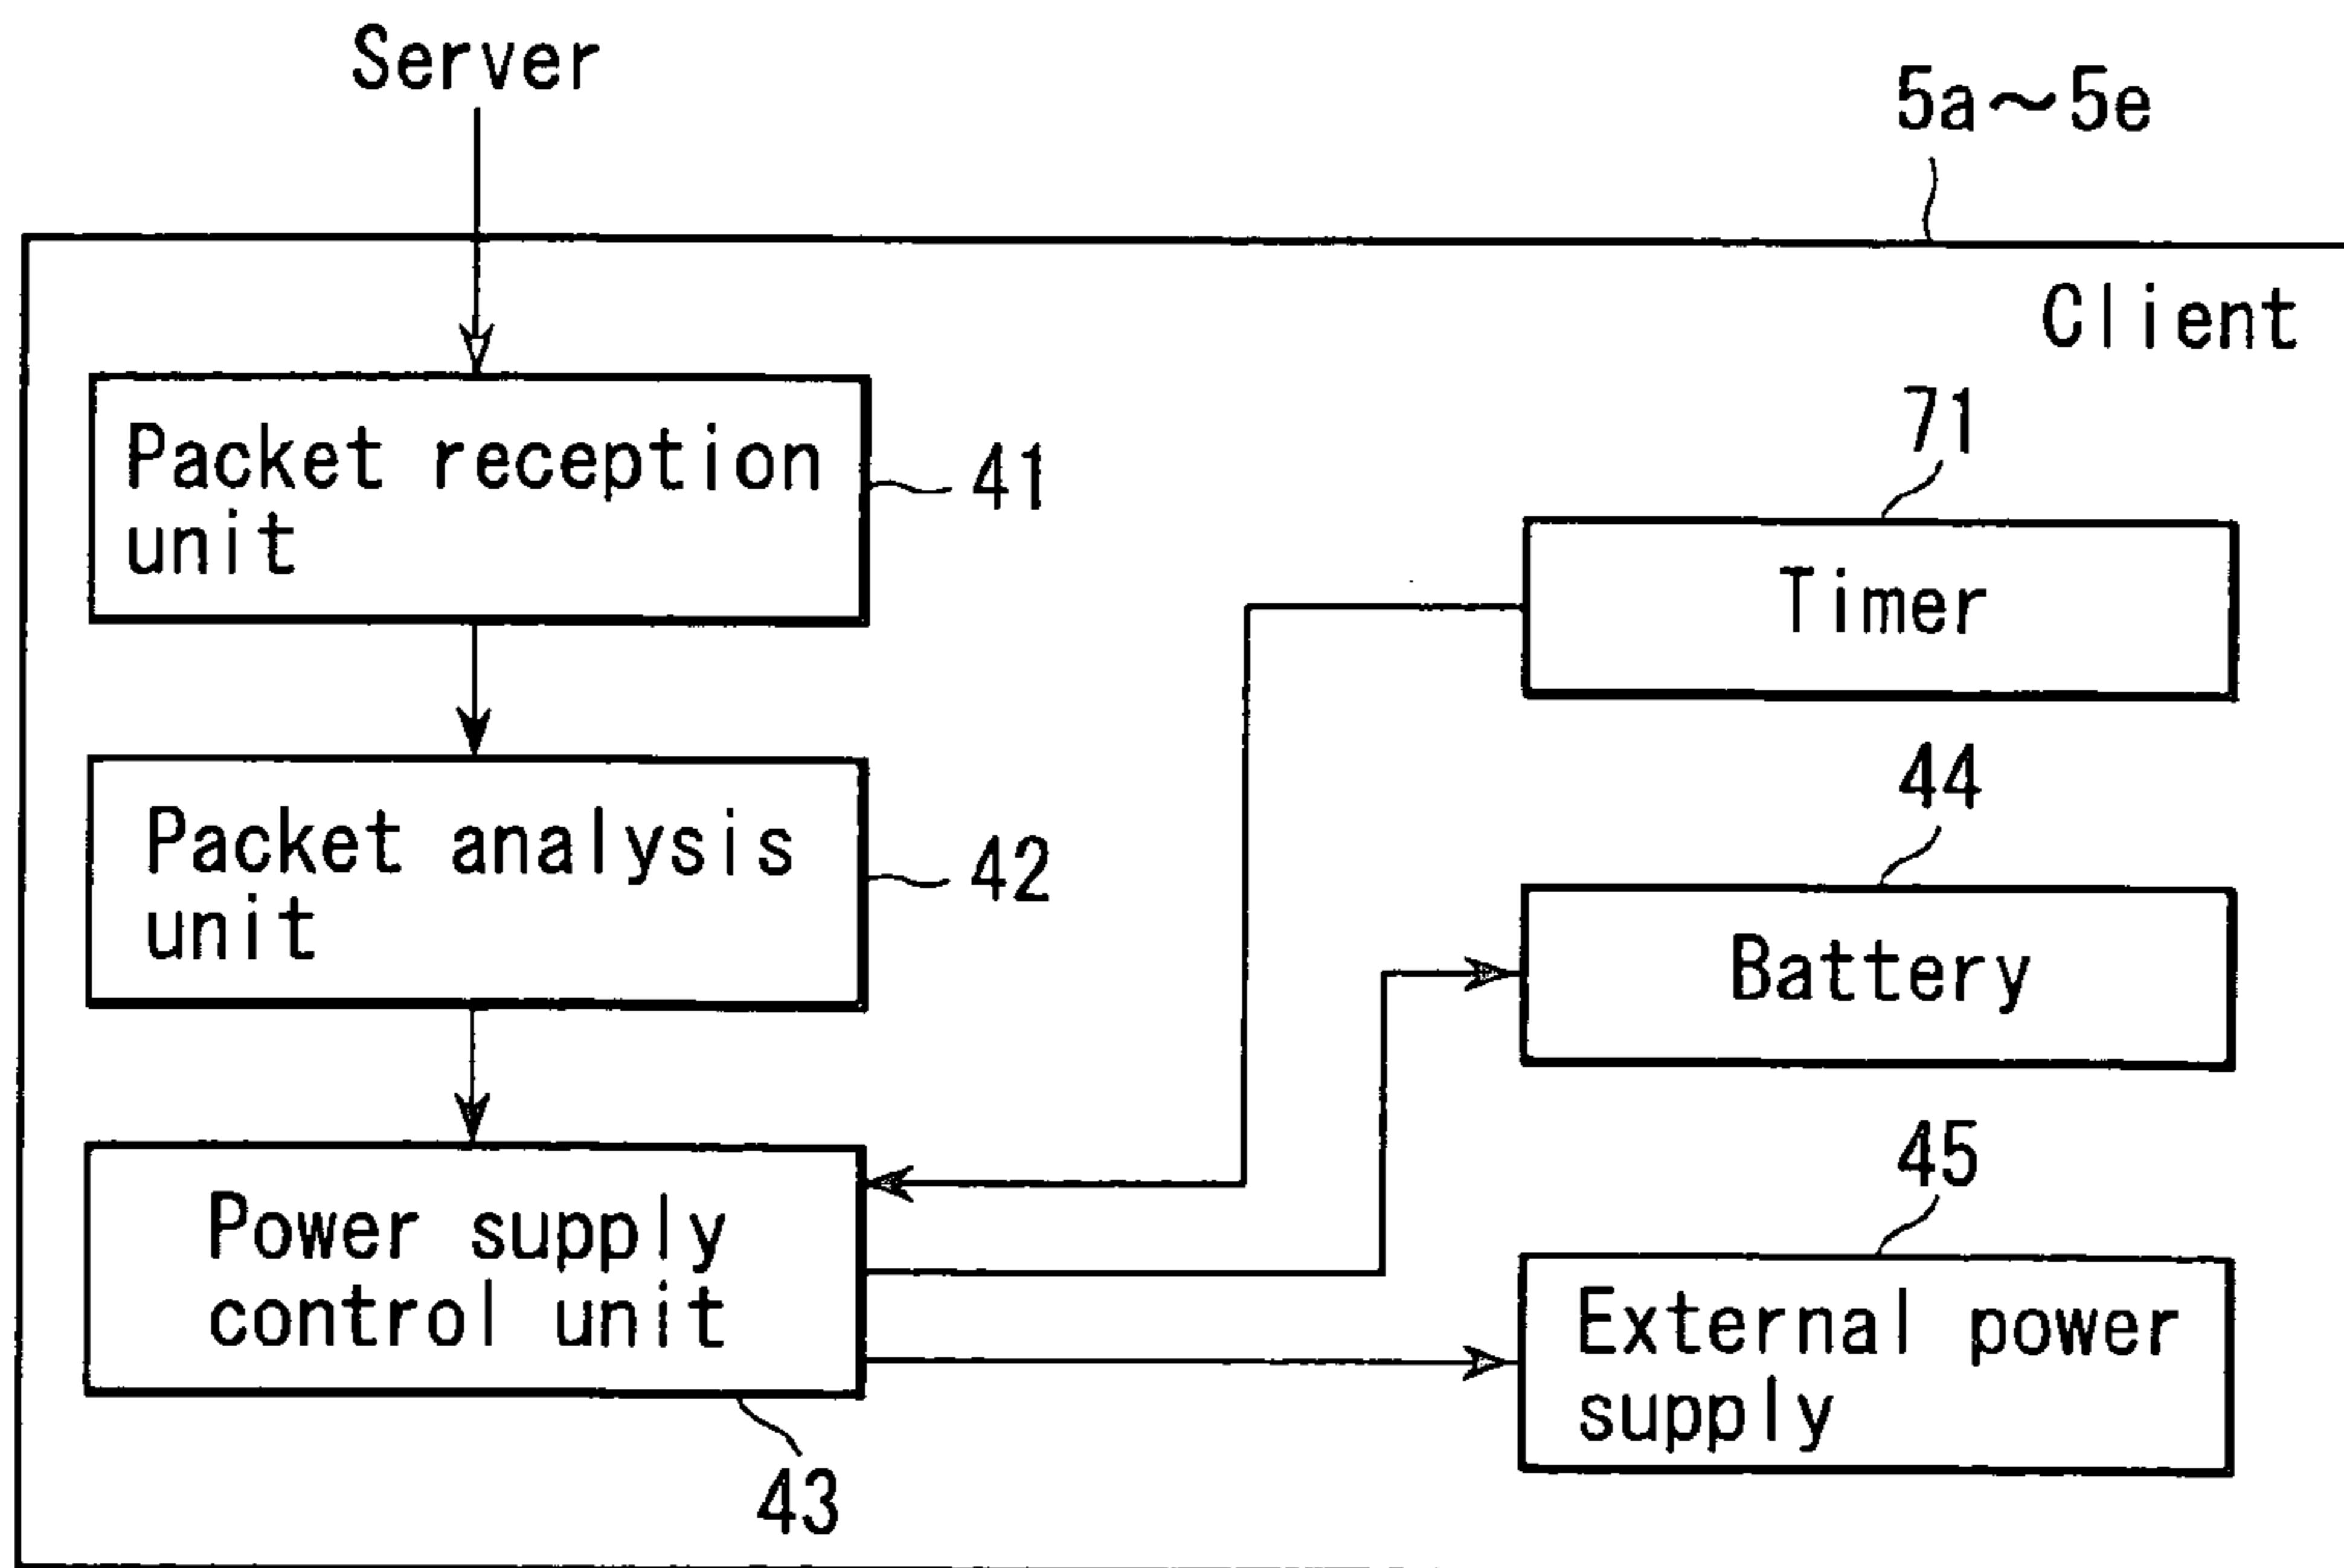 Server
5a～5e
Client
Packet reception
unit
41
71
Timer
Packet analysis
unit
42
44
Battery
Power supply
control unit
43
45
External power
supply